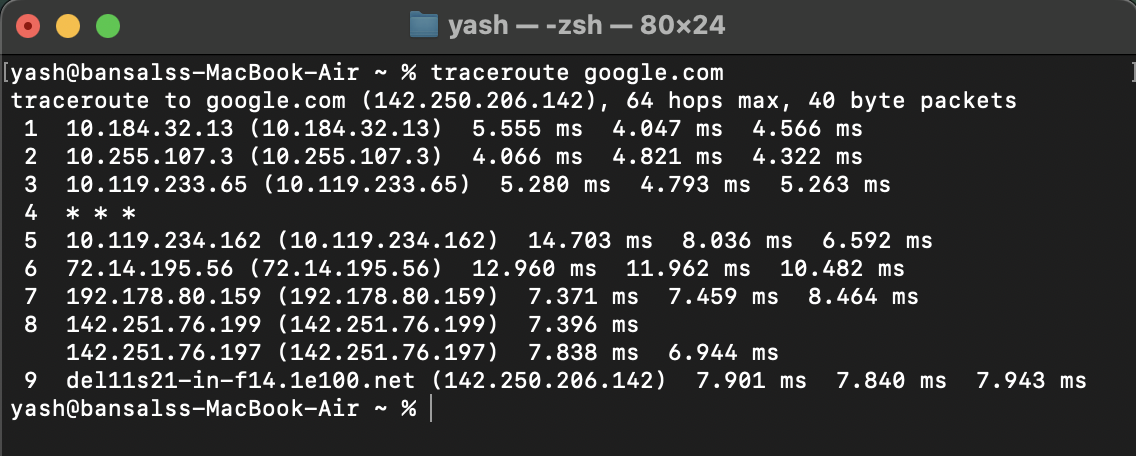 yash — -zsh — 80×24
yash@bansalss-MacBook-Air ~ % traceroute google.com
traceroute to google.com (142.250.206.142), 64 hops max, 40 byte packets
 1  10.184.32.13 (10.184.32.13)  5.555 ms  4.047 ms  4.566 ms
 2  10.255.107.3 (10.255.107.3)  4.066 ms  4.821 ms  4.322 ms
 3  10.119.233.65 (10.119.233.65)  5.280 ms  4.793 ms  5.263 ms
 4  * * *
 5  10.119.234.162 (10.119.234.162)  14.703 ms  8.036 ms  6.592 ms
 6  72.14.195.56 (72.14.195.56)  12.960 ms  11.962 ms  10.482 ms
 7  192.178.80.159 (192.178.80.159)  7.371 ms  7.459 ms  8.464 ms
 8  142.251.76.199 (142.251.76.199)  7.396 ms
    142.251.76.197 (142.251.76.197)  7.838 ms  6.944 ms
 9  del11s21-in-f14.1e100.net (142.250.206.142)  7.901 ms  7.840 ms  7.943 ms
yash@bansalss-MacBook-Air ~ %